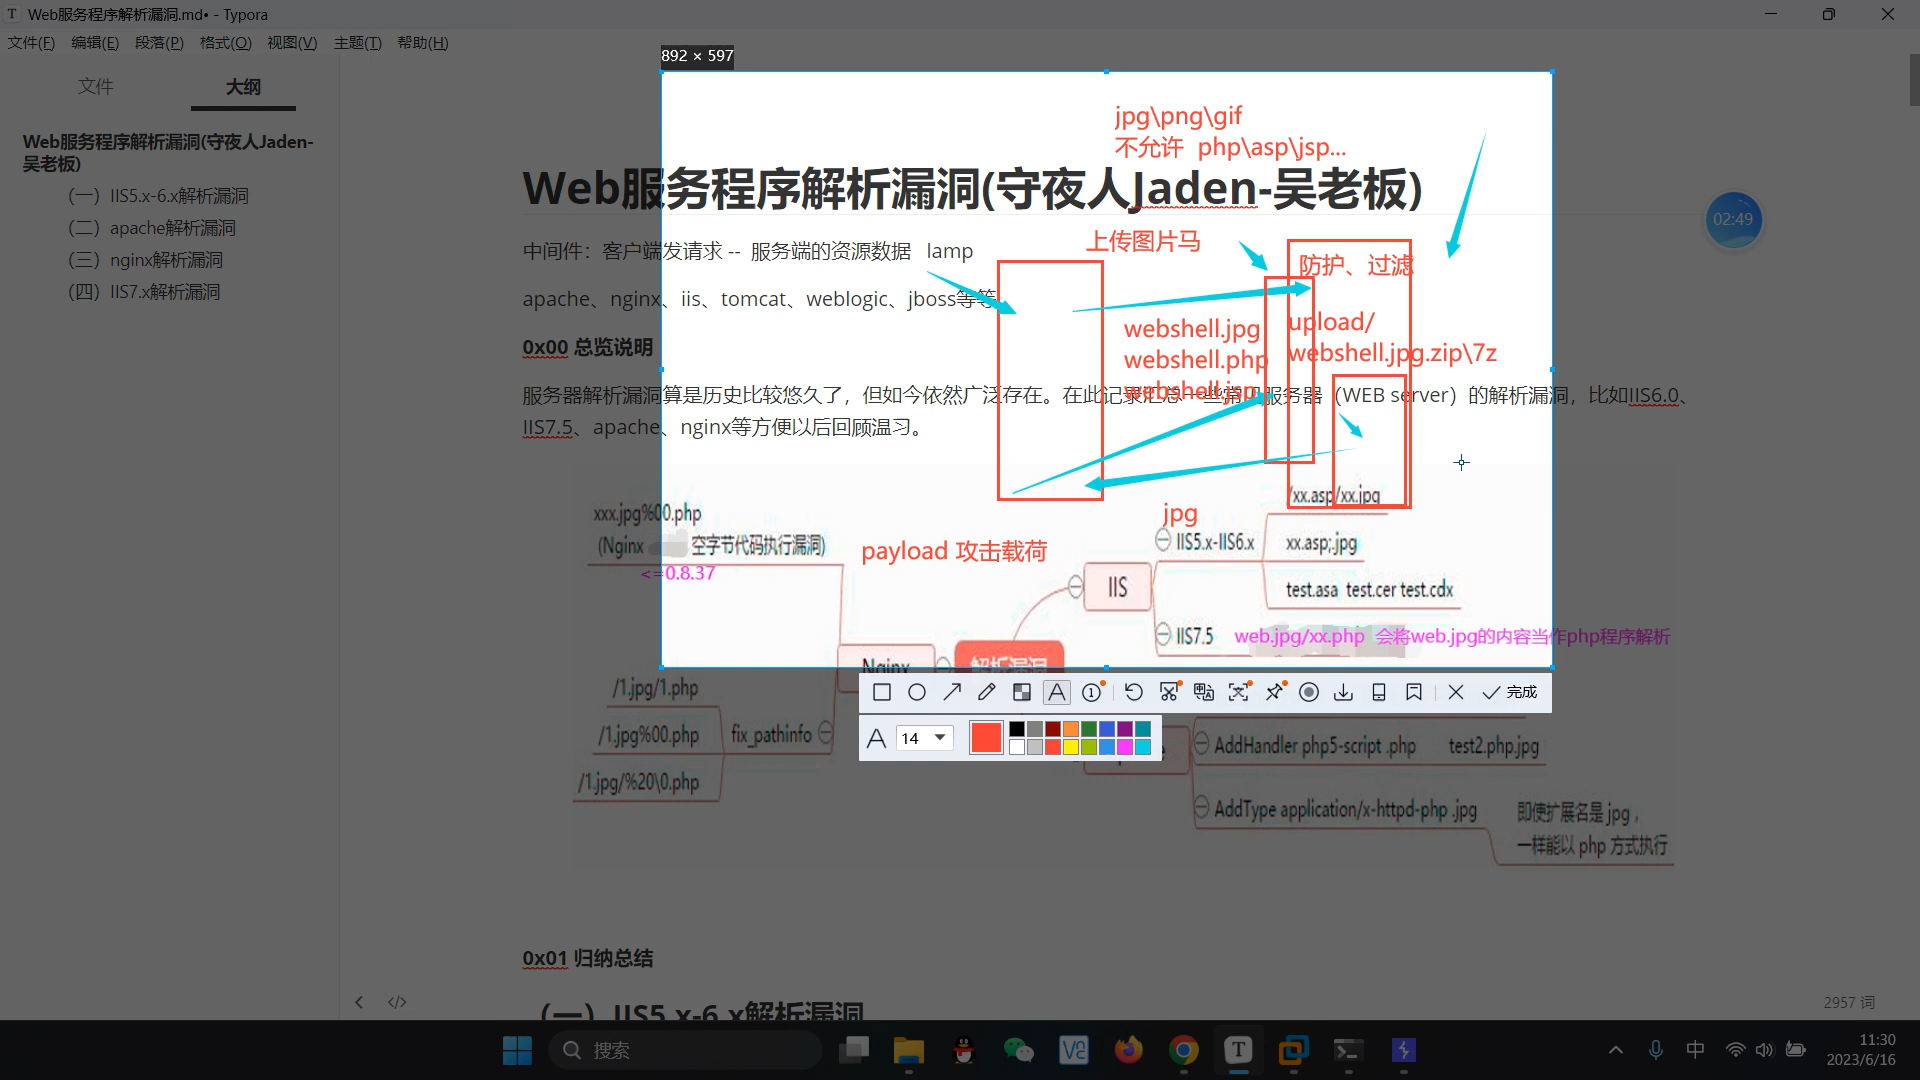 Web服务程序解析漏洞.md• - Typora
文件(F) 编辑(E) 段落(P) 格式(O) 视图(V) 主题(T) 帮助(H)
文件 大纲
Web服务程序解析漏洞(守夜人Jaden-
吴老板)
(一) IIS5.x-6.x解析漏洞
(二) apache解析漏洞
(三) nginx解析漏洞
(四) IIS7.x解析漏洞
892 × 597
jpg\png\gif
不允许 php\asp\jsp...
Web服务程序解析漏洞(守夜人Jaden-吴老板)
02:49
中间件：客户端发请求 -- 服务端的资源数据 lamp
上传图片马
防护、过滤
apache、nginx、iis、tomcat、weblogic、jboss等等
webshell.jpg
webshell.php
webshell.jsp
upload/
webshell.jpg.zip\7z
0x00 总览说明
服务器解析漏洞算是历史比较悠久了，但如今依然广泛存在。在此记录汇总一些常见服务器（WEB server）的解析漏洞，比如IIS6.0、
IIS7.5、apache、nginx等方便以后回顾温习。
xxx.jpg%00.php
(Nginx 空字节代码执行漏洞)
<=0.8.37
payload 攻击载荷
jpg
/xx.asp/xx.jpg
IIS5.x-IIS6.x
xx.asp;.jpg
IIS
test.asa test.cer test.cdx
IIS7.5
web.jpg/xx.php 会将web.jpg的内容当作php程序解析
Nginx
解析漏洞
/1.jpg/1.php
/1.jpg%00.php
fix_pathinfo
/1.jpg/%20\0.php
完成
14
AddHandler php5-script .php test2.php.jpg
AddType application/x-httpd-php .jpg
即使扩展名是 jpg，
一样能以 php 方式执行
0x01 归纳总结
(一) IIS5.x-6.x解析漏洞
2957 词
搜索
中
11:30
2023/6/16